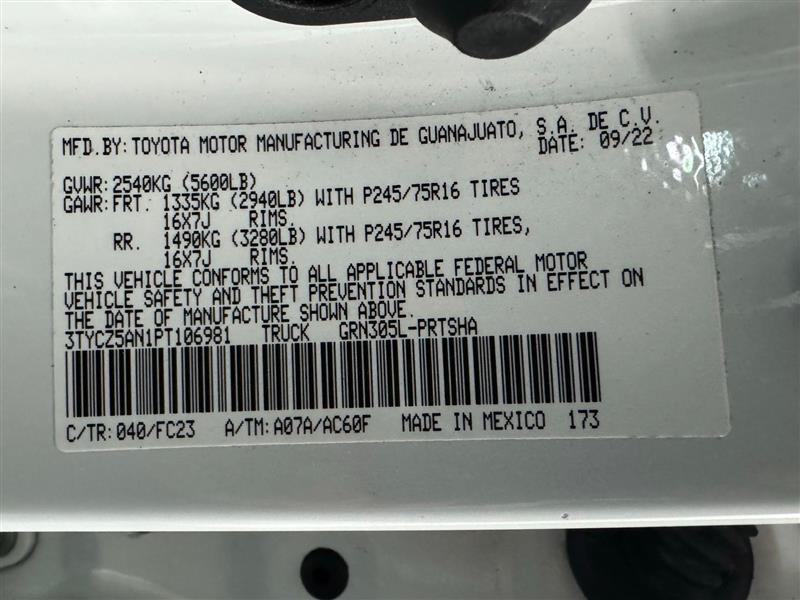 MFD.BY: TOYOTA MOTOR MANUFACTURING DE GUANAJUATO, S.A. DE C.V.
DATE: 09/22
GVWR: 2540KG (5600LB)
GAWR: FRT. 1335KG (2940LB) WITH P245/75R16 TIRES
16X7J RIMS.
RR. 1490KG (3280LB) WITH P245/75R16 TIRES,
16X7J RIMS.
THIS VEHICLE CONFORMS TO ALL APPLICABLE FEDERAL MOTOR
VEHICLE SAFETY AND THEFT PREVENTION STANDARDS IN EFFECT ON
THE DATE OF MANUFACTURE SHOWN ABOVE.
3TYCZ5AN1PT106981 TRUCK GRN305L-PRTSHA
C/TR: 040/FC23 A/TM: A07A/AC60F MADE IN MEXICO 173